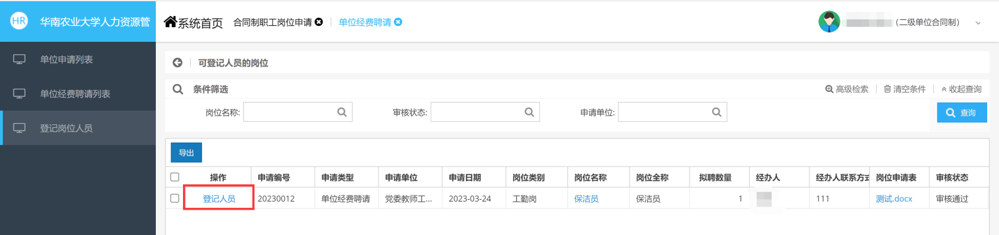 HR 华南农业大学人力资源管 系统首页 合同制职工岗位申请 单位经费聘请 (二级单位合同制)
单位申请列表
单位经费聘请列表
登记岗位人员
可登记人员的岗位
条件筛选 高级检索 清空条件 收起查询
岗位名称: 审核状态: 申请单位: 查询
导出
操作 申请编号 申请类型 申请单位 申请日期 岗位类别 岗位名称 岗位全称 拟聘数量 经办人 经办人联系方式 岗位申请表 审核状态
登记人员 20230012 单位经费聘请 党委教师工... 2023-03-24 工勤岗 保洁员 保洁员 1 111 测试.docx 审核通过